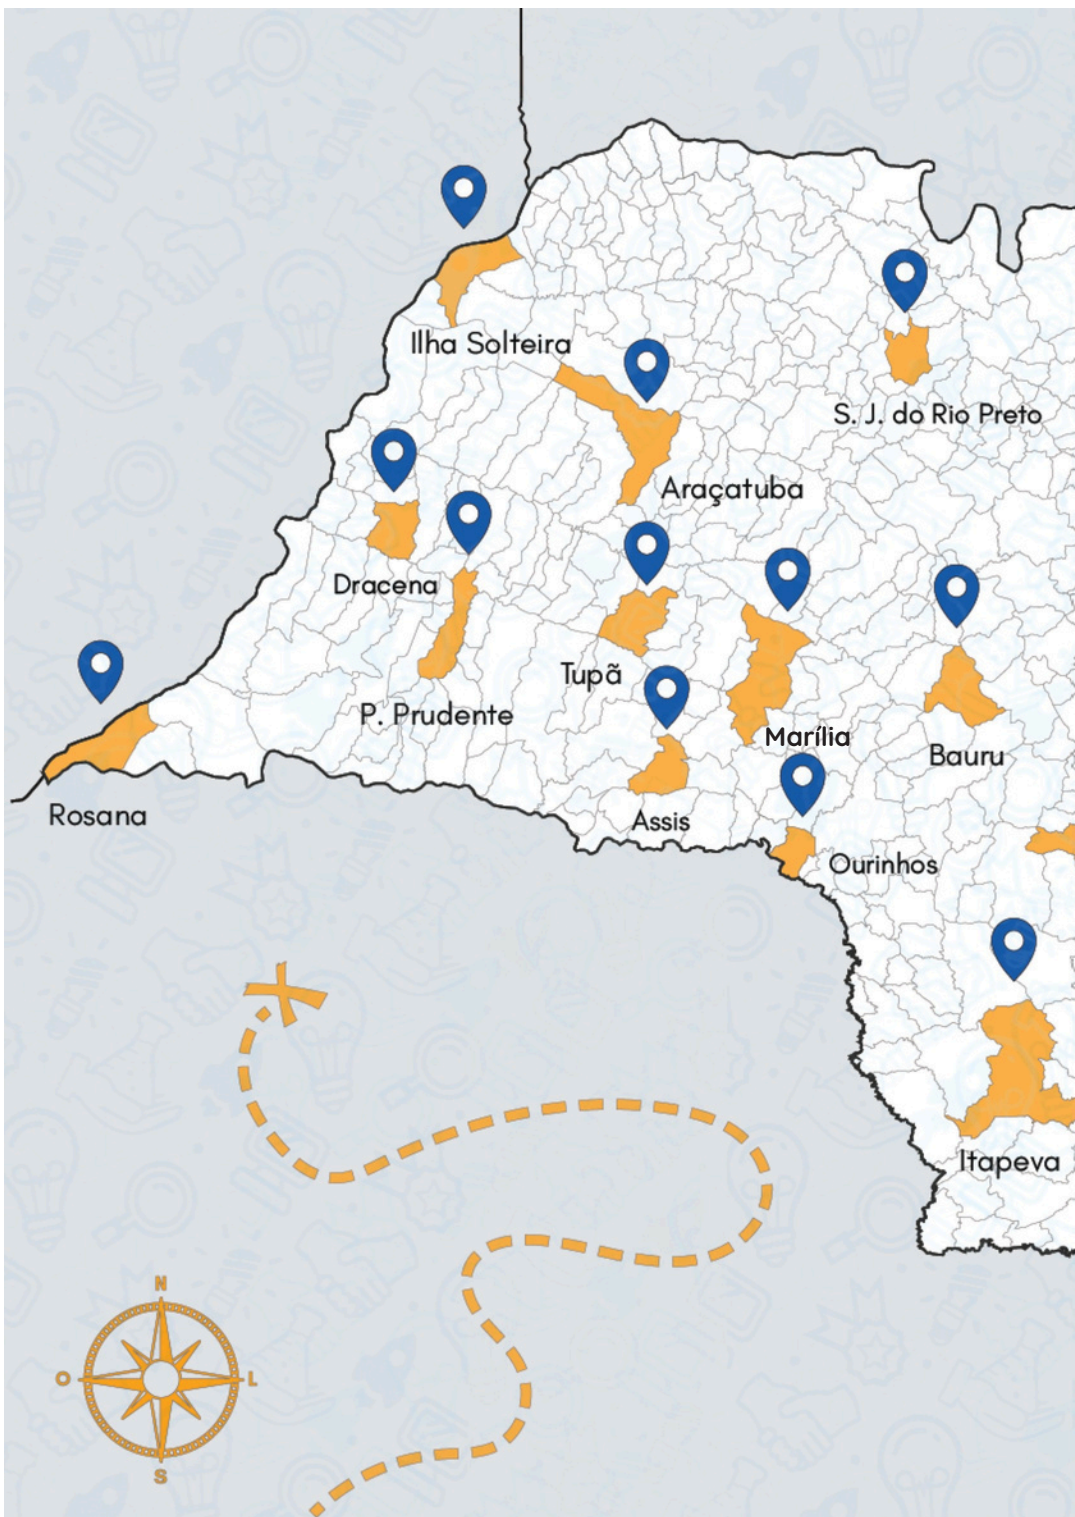 Ilha Solteira
S. J. do Rio Preto
Araçatuba
Dracena
Tupã
P. Prudente
Marília
Bauru
Rosana
Assis
Ourinhos
Itapeva
N
O
L
S